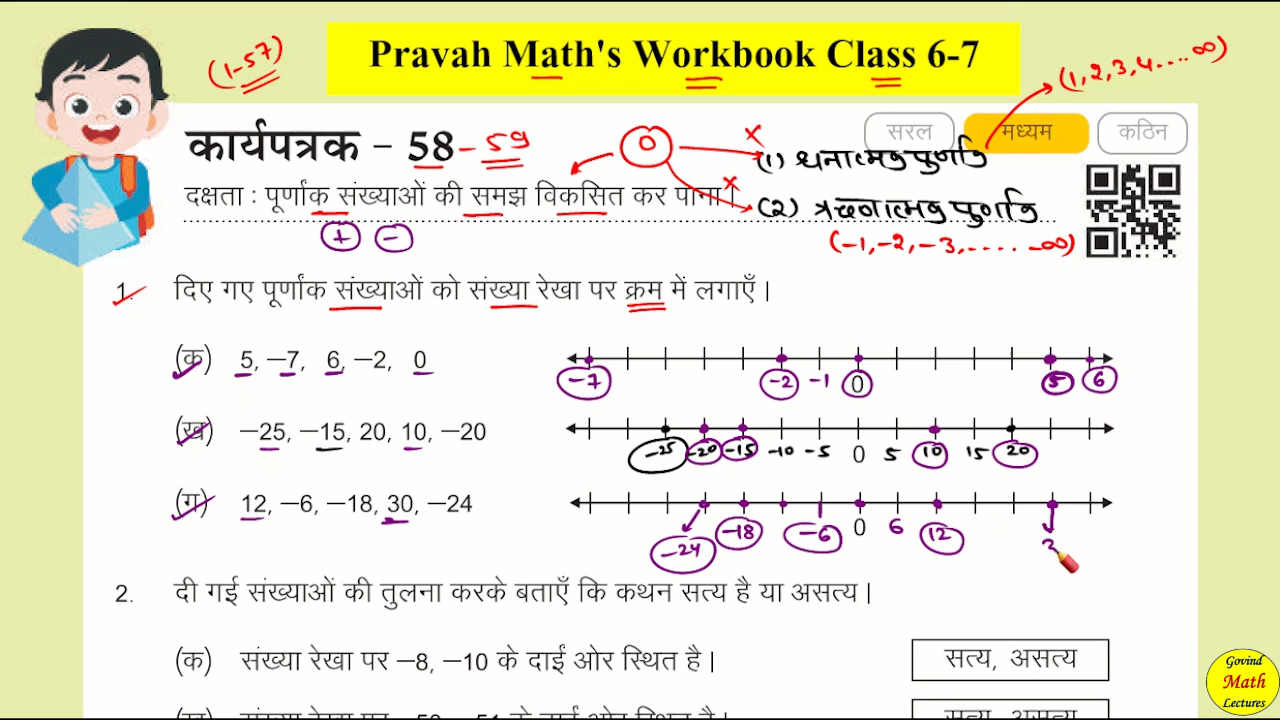 (1-57)
Pravah Math's Workbook Class 6-7
(1,2,3,4....∞)
कार्यपत्रक – 58 - 59
सरल मध्यम कठिन
0 x (1) धनात्मक पूर्णांक
दक्षता : पूर्णांक संख्याओं की समझ विकसित कर पाना।
x (२) ऋणात्मक पूर्णांक
+ -
(-1,-2,-3,.....-∞)
1. दिए गए पूर्णांक संख्याओं को संख्या रेखा पर क्रम में लगाएँ।
(क) 5, –7, 6, –2, 0
-7 -2 -1 0 5 6
(ख) –25, –15, 20, 10, –20
-25 -20 -15 -10 -5 0 5 10 15 20
(ग) 12, –6, –18, 30, –24
-24 -18 -6 0 6 12
2. दी गई संख्याओं की तुलना करके बताएँ कि कथन सत्य है या असत्य।
(क) संख्या रेखा पर –8, –10 के दाईं ओर स्थित है। सत्य, असत्य
Govind
Math
Lectures